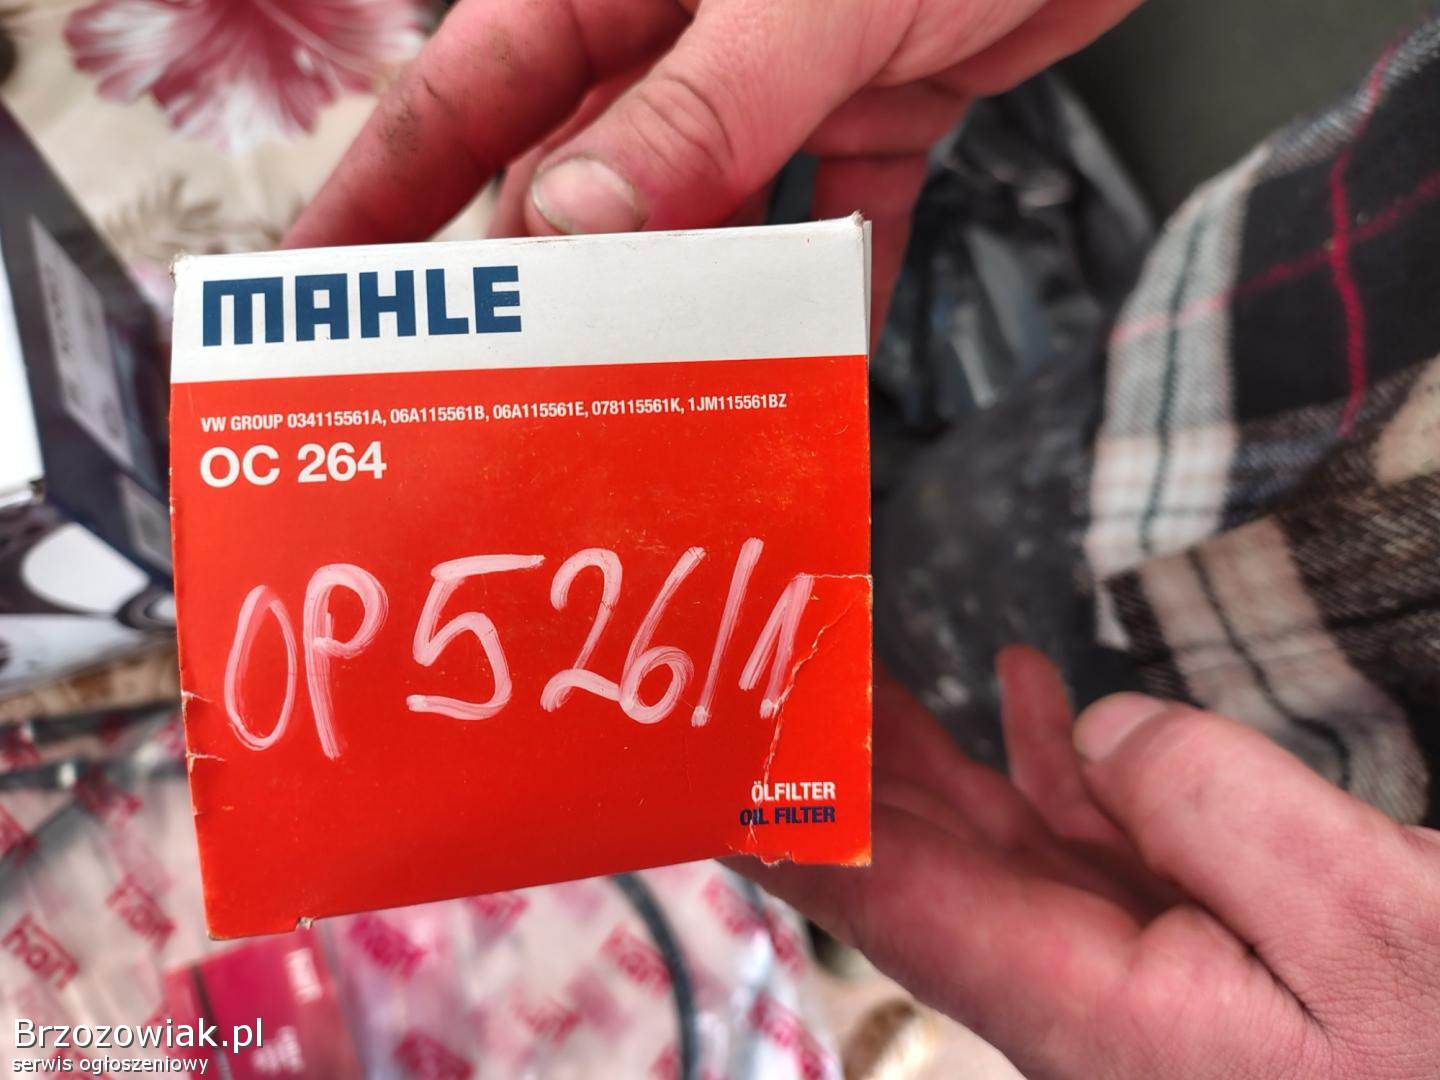 MAHLE
VW GROUP 034115561A, 06A115561B, 06A115561E, 078115561K, 1JM115561BZ
OC 264
OP 526/1
ÖLFILTER
OIL FILTER
Brzozowiak.pl
serwis ogłoszeniowy